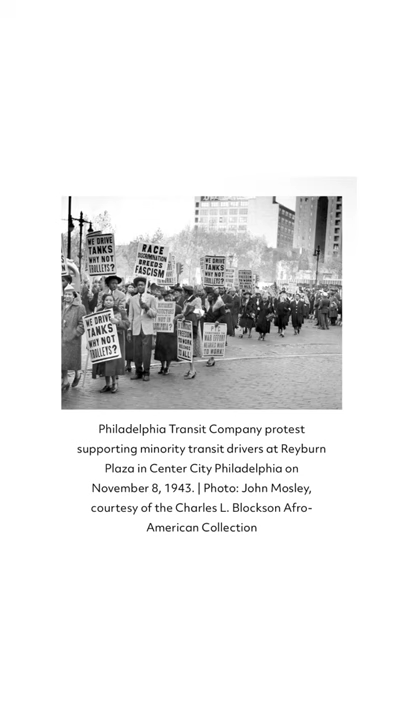 WE DRIVE
TANKS
WHY NOT
TROLLEYS?
RACE
DISCRIMINATION
BREEDS
FASCISM
WE DRIVE
TANKS
WHY NOT
TROLLEYS?
WE DRIVE
TANKS
WHY NOT
TROLLEYS?
Philadelphia Transit Company protest
supporting minority transit drivers at Reyburn
Plaza in Center City Philadelphia on
November 8, 1943. | Photo: John Mosley,
courtesy of the Charles L. Blockson Afro-
American Collection